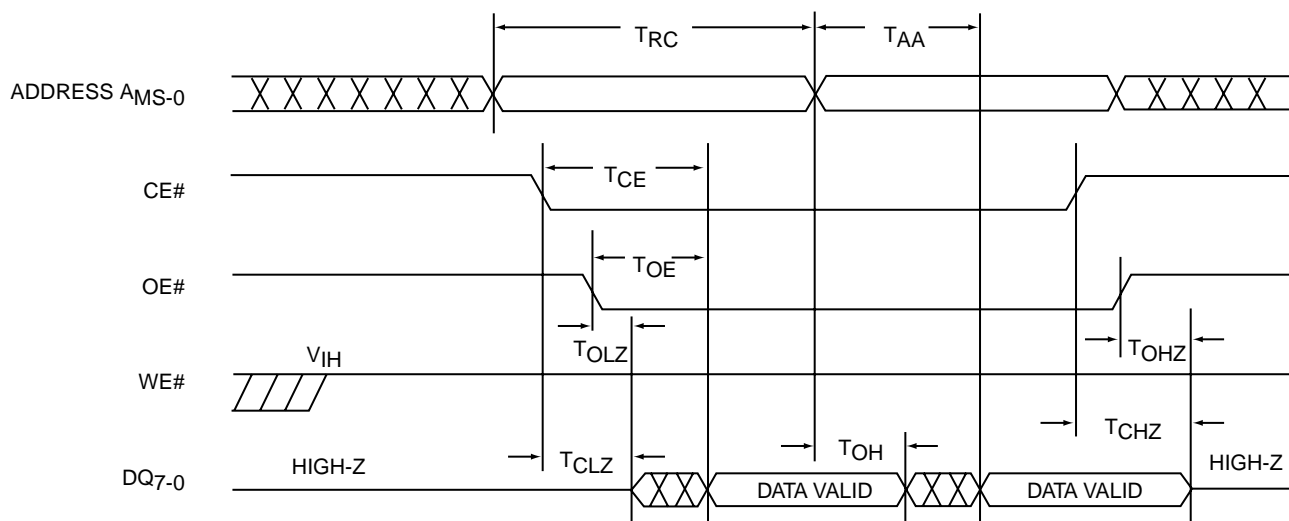 TRC TAA
ADDRESS AMS-0
TCE
CE#
TOE
OE#
TOLZ TOHZ
VIH
WE#
TCLZ TOH TCHZ
HIGH-Z HIGH-Z
DQ7-0 DATA VALID DATA VALID